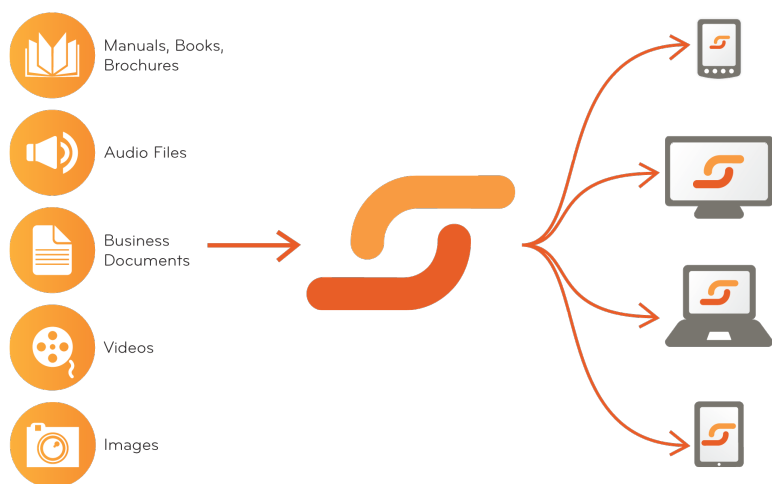 Manuals, Books,
Brochures
Audio Files
Business
Documents
Videos
Images